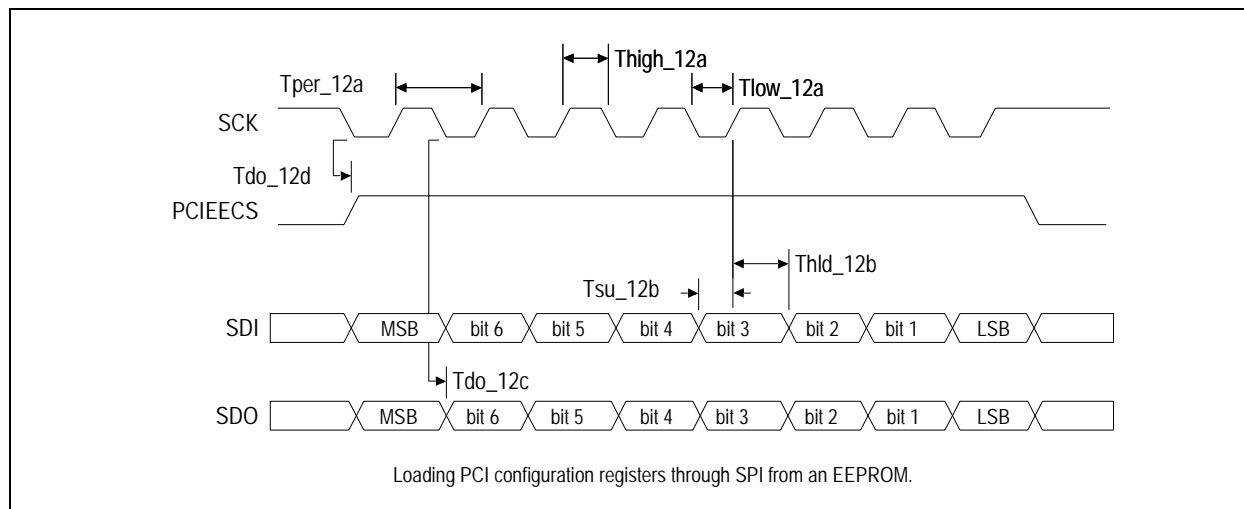 Thigh_12a
Tper_12a
Tlow_12a
SCK
Tdo_12d
PCIEECS
Thld_12b
Tsu_12b
SDI MSB bit 6 bit 5 bit 4 bit 3 bit 2 bit 1 LSB
Tdo_12c
SDO MSB bit 6 bit 5 bit 4 bit 3 bit 2 bit 1 LSB
Loading PCI configuration registers through SPI from an EEPROM.